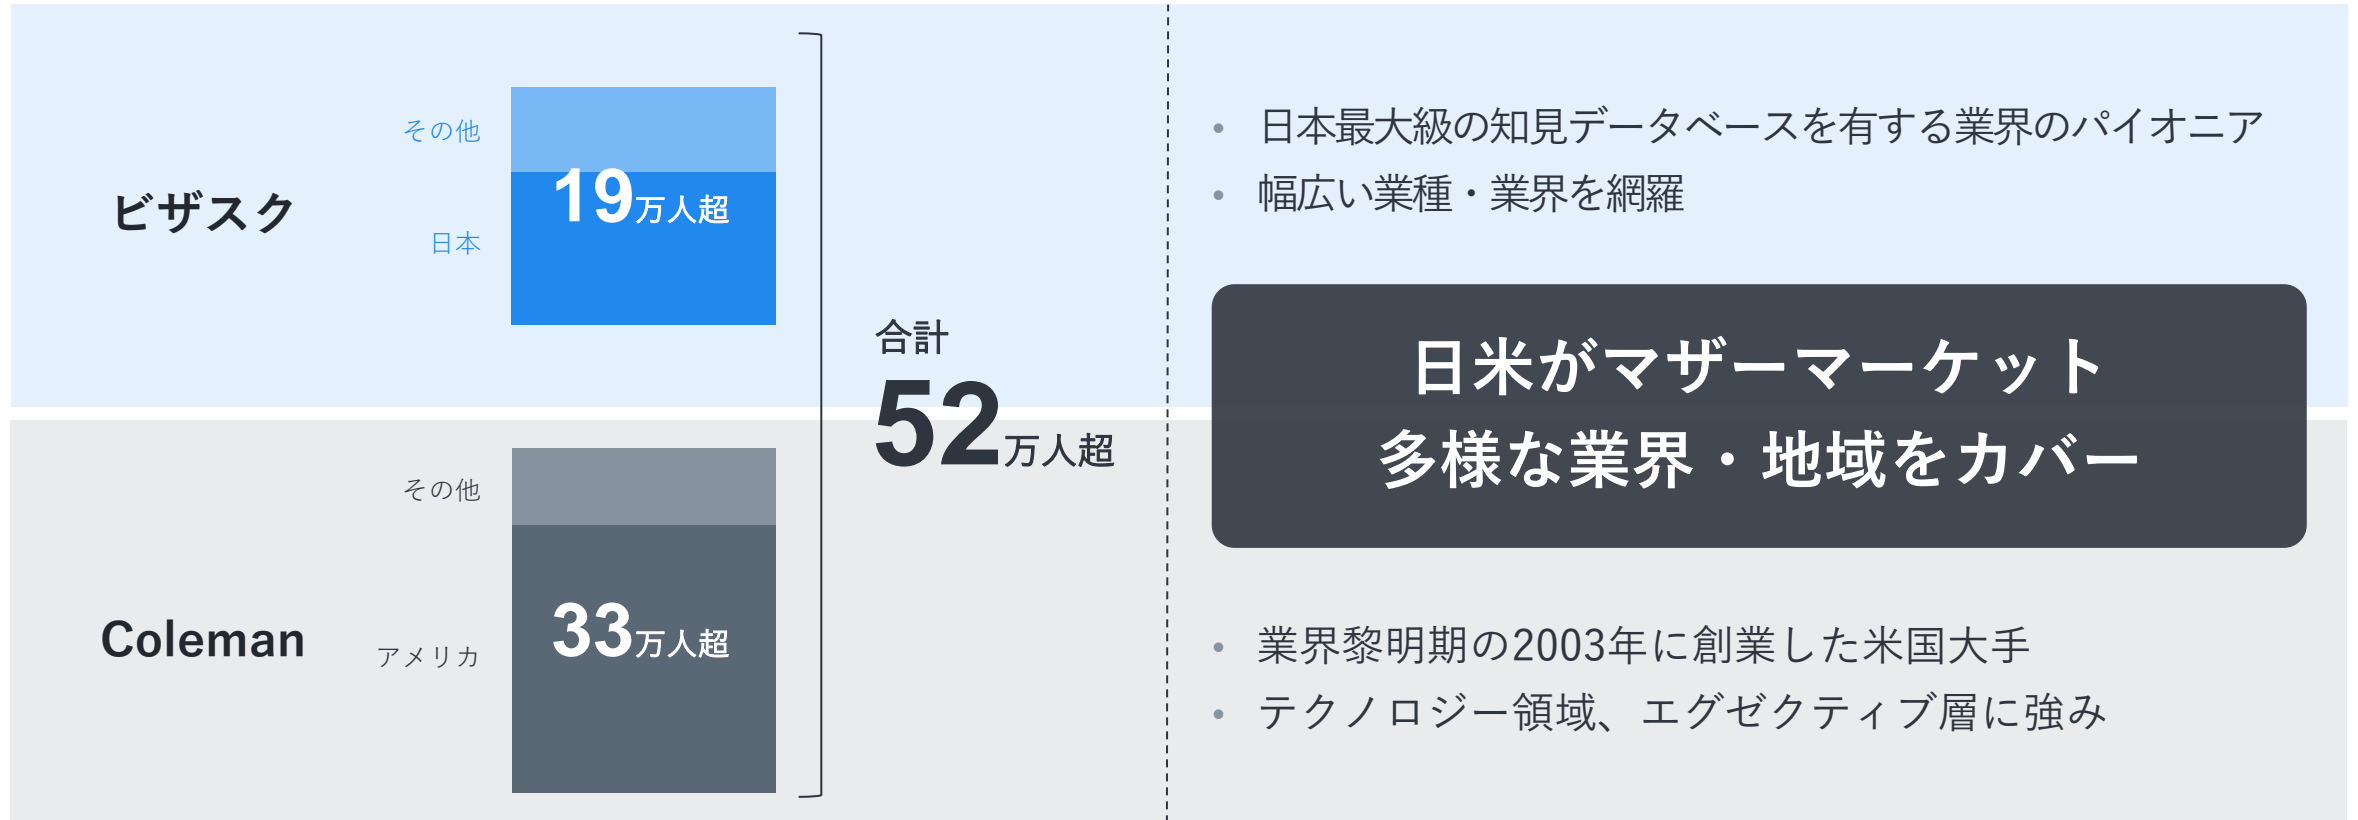 ビザスク
その他
日本
19万人超
・日本最大級の知見データベースを有する業界のパイオニア
・幅広い業種・業界を網羅
合計
52万人超
日米がマザーマーケット
多様な業界・地域をカバー
Coleman
その他
アメリカ
33万人超
・業界黎明期の2003年に創業した米国大手
・テクノロジー領域、エグゼクティブ層に強み